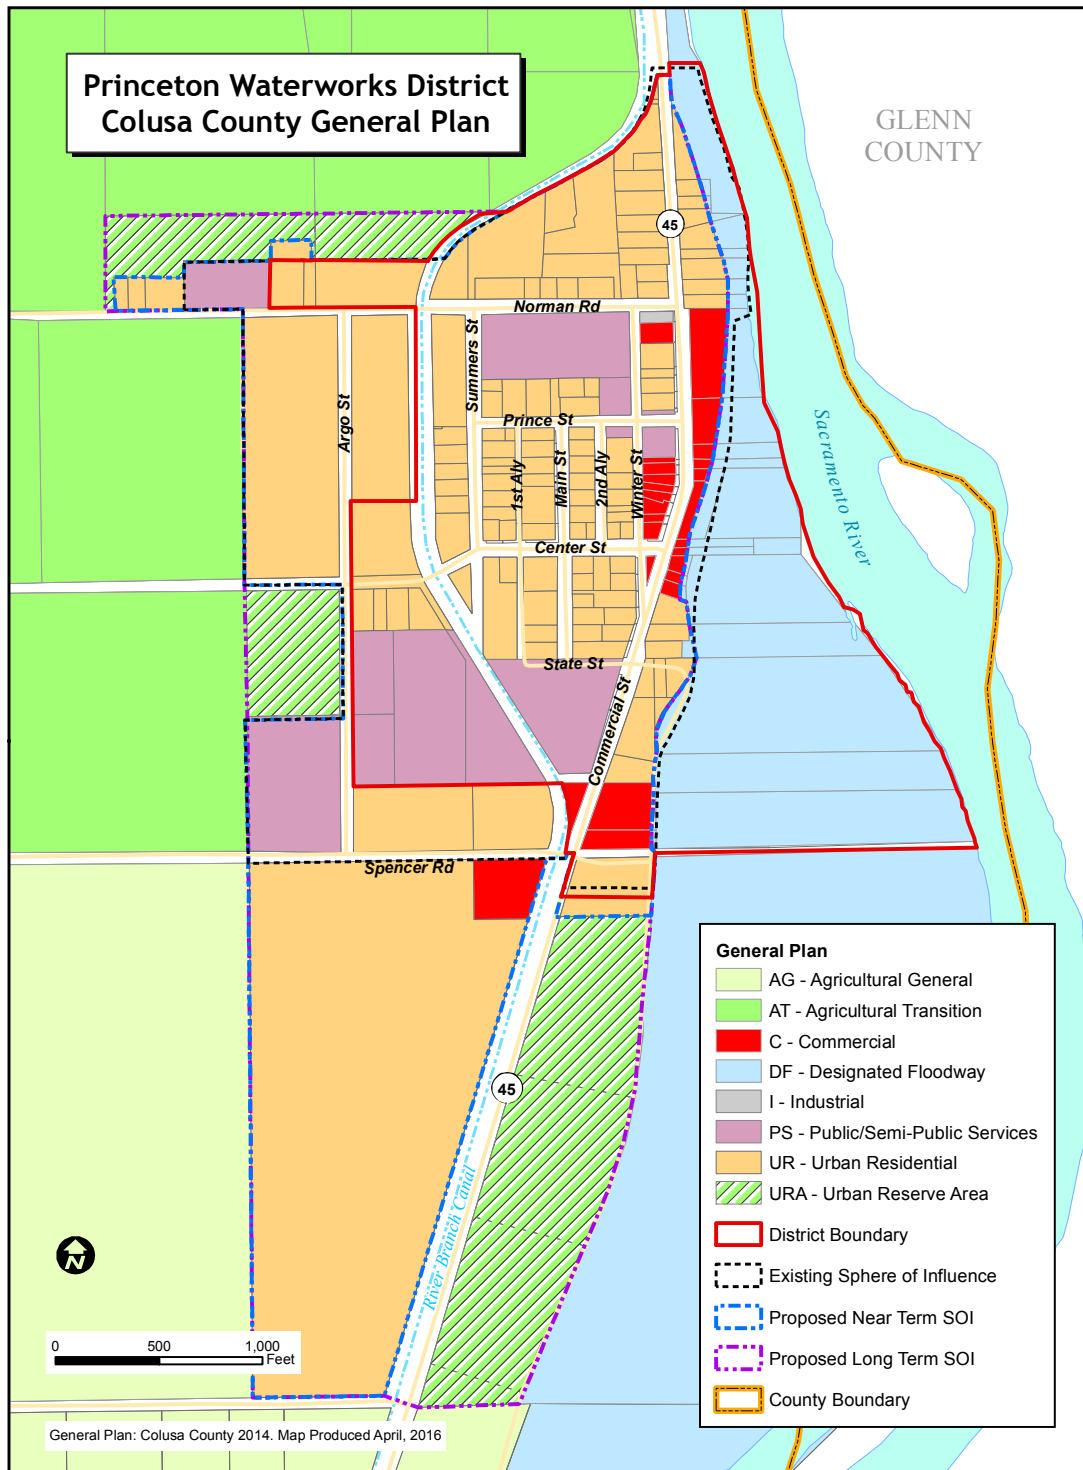 Princeton Waterworks District
Colusa County General Plan
GLENN
COUNTY
45
Norman Rd
Summers St
Argo St
Prince St
1st Aly
Main St
2nd Aly
Winter St
Center St
Sacramento River
State St
Commercial St
Spencer Rd
45
River Branch Canal
General Plan
AG - Agricultural General
AT - Agricultural Transition
C - Commercial
DF - Designated Floodway
I - Industrial
PS - Public/Semi-Public Services
UR - Urban Residential
URA - Urban Reserve Area
District Boundary
Existing Sphere of Influence
Proposed Near Term SOI
Proposed Long Term SOI
County Boundary
N
0 500 1,000
Feet
General Plan: Colusa County 2014. Map Produced April, 2016